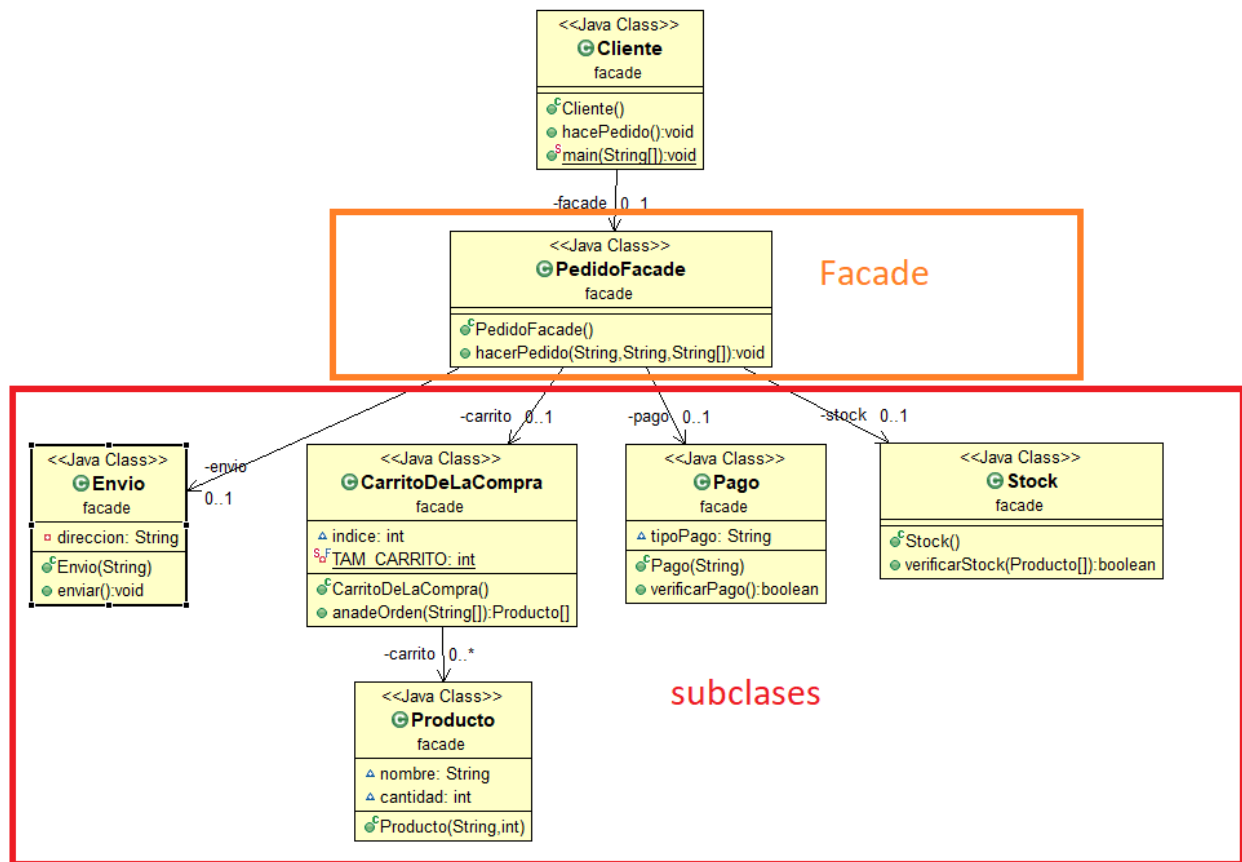 <<Java Class>>
Cliente
facade
Cliente()
hacePedido():void
main(String[]):void
-facade 0..1
<<Java Class>>
PedidoFacade
facade
PedidoFacade()
hacerPedido(String,String,String[]):void
Facade
-envio
0..1
-carrito 0..1
-pago 0..1
-stock 0..1
<<Java Class>>
Envio
facade
direccion: String
Envio(String)
enviar():void
<<Java Class>>
CarritoDeLaCompra
facade
indice: int
TAM_CARRITO: int
CarritoDeLaCompra()
anadeOrden(String[]):Producto[]
<<Java Class>>
Pago
facade
tipoPago: String
Pago(String)
verificarPago():boolean
<<Java Class>>
Stock
facade
Stock()
verificarStock(Producto[]):boolean
-carrito 0..*
<<Java Class>>
Producto
facade
nombre: String
cantidad: int
Producto(String,int)
subclases